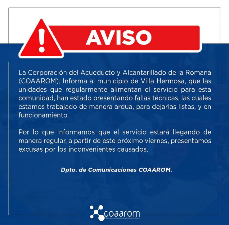 AVISO
La Corporación del Acueducto y Alcantarillado de la Romana
(COAAROM), Informa al municipio de Villa Hermosa, que las
unidades que regularmente alimentan el servicio para esta
comunidad, han estado presentando fallas técnicas, las cuales
estamos trabajado de manera ardua, para dejarlas listas, y en
funcionamiento.
Por lo que informamos que el servicio estará llegando de
manera regular, a partir de este próximo viernes, presentamos
excusas por los inconvenientes causados.
Dpto. de Comunicaciones COAAROM.
coaarom